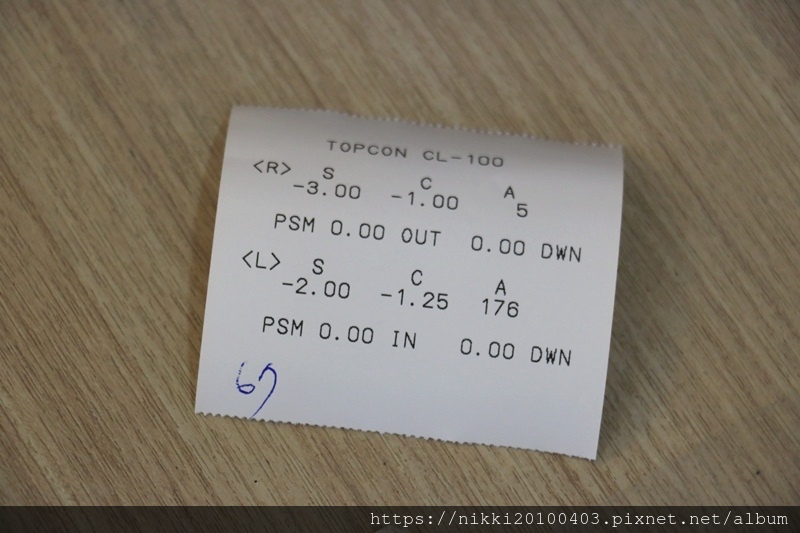 TOPCON CL-100
<R> S C A
-3.00 -1.00 5
PSM 0.00 OUT 0.00 DWN
<L> S C A
-2.00 -1.25 176
PSM 0.00 IN 0.00 DWN
67
https://nikki20100403.pixnet.net/album